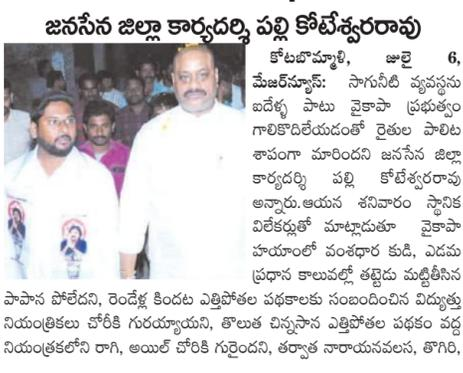 జనసేన జిల్లా కార్యదర్శి పల్లి కోటేశ్వరరావు
కోటబొమ్మాళి, జులై 6,
మేజర్‌న్యూస్: సాగునీటి వ్యవస్థను
ఐదేళ్ళ పాటు వైకాపా ప్రభుత్వం
గాలికొదిలేయడంతో రైతుల పాలిట
శాపంగా మారిందని జనసేన జిల్లా
కార్యదర్శి పల్లి కోటేశ్వరరావు
అన్నారు.ఆయన శనివారం స్థానిక
విలేకర్లుతో మాట్లాడుతూ వైకాపా
హయాంలో వంశధార కుడి, ఎడమ
ప్రధాన కాలువల్లో తట్టెడు మట్టితీసిన
పాపాన పోలేదని, రెండేళ్ల కిందట ఎత్తిపోతల పథకాలకు సంబందించిన విద్యుత్తు
నియంత్రికలు చోరీకి గురయ్యాయని, తొలుత చిన్నసాన ఎత్తిపోతల పథకం వద్ద
నియంత్రకలోని రాగి, అయిల్ చోరికి గురైందని, తర్వాత నారాయనవలస, తొగిరి,